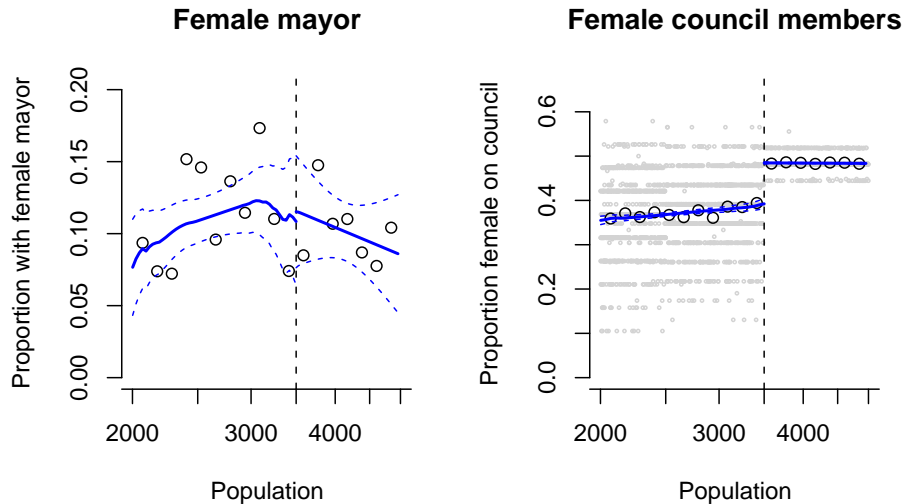 Female mayor
Proportion with female mayor
0.00 0.05 0.10 0.15 0.20
2000 3000 4000
Population
Female council members
Proportion female on council
0.0 0.2 0.4 0.6
2000 3000 4000
Population